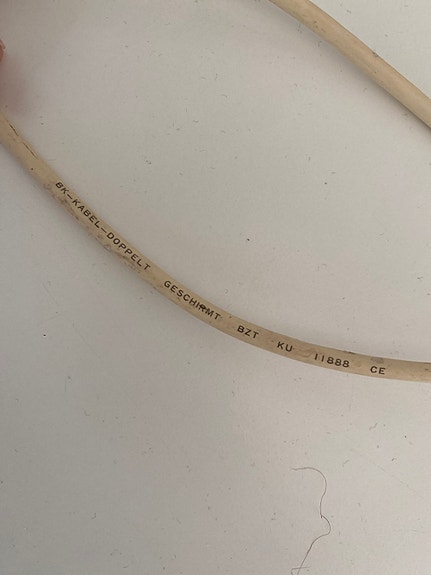 BK-KABEL-DOPPELT GESCHIRMT BZT KU 11888 CE